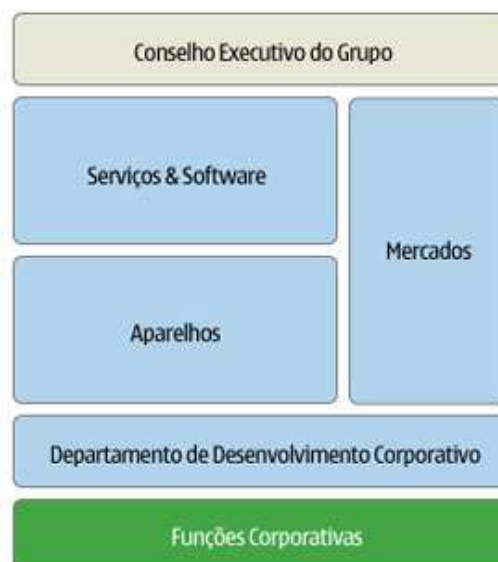 Conselho Executivo do Grupo
Serviços & Software
Mercados
Aparelhos
Departamento de Desenvolvimento Corporativo
Funções Corporativas